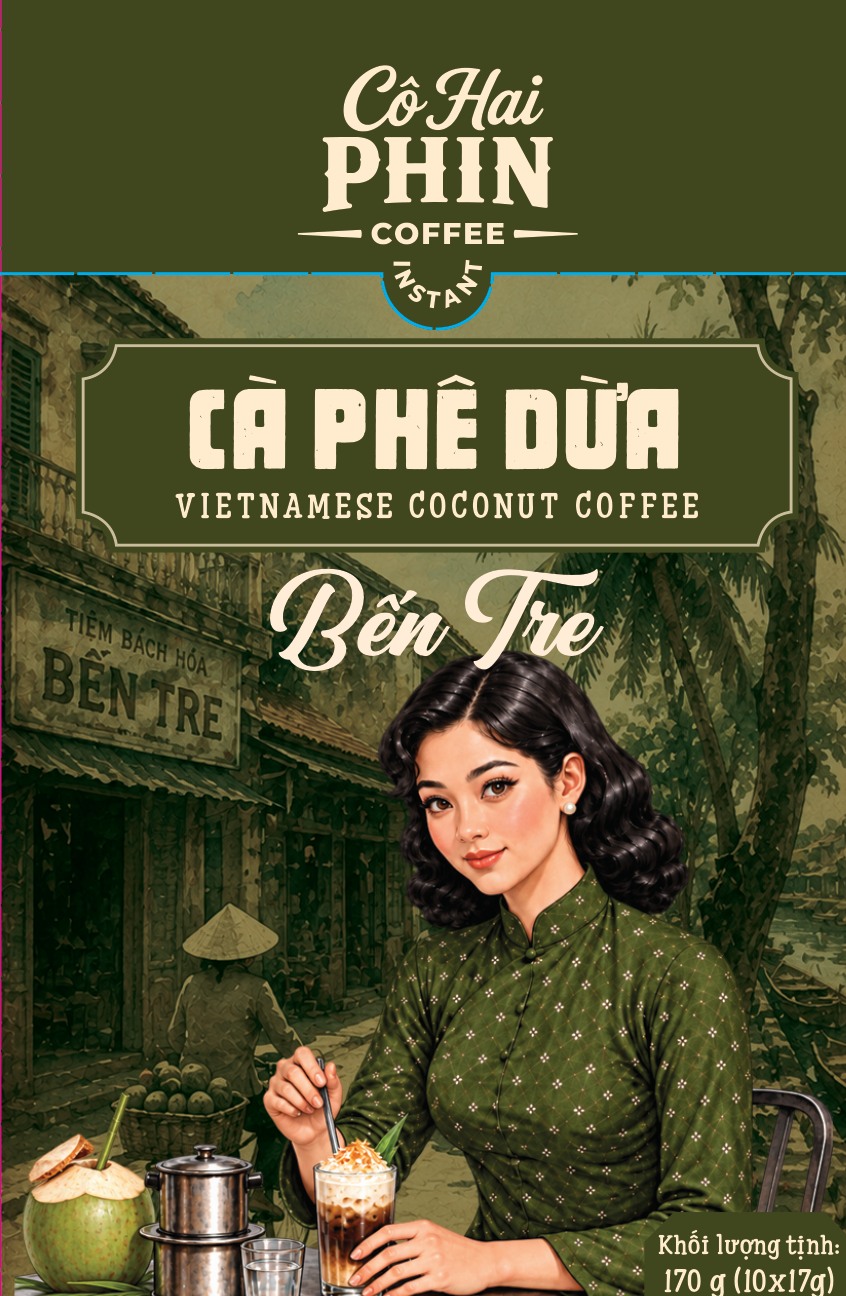 Cô Hai
PHIN
COFFEE
INSTANT
CÀ PHÊ DỪA
VIETNAMESE COCONUT COFFEE
Bến Tre
TIỆM BÁCH HÓA
BẾN TRE
Khối lượng tịnh:
170 g (10x17g)